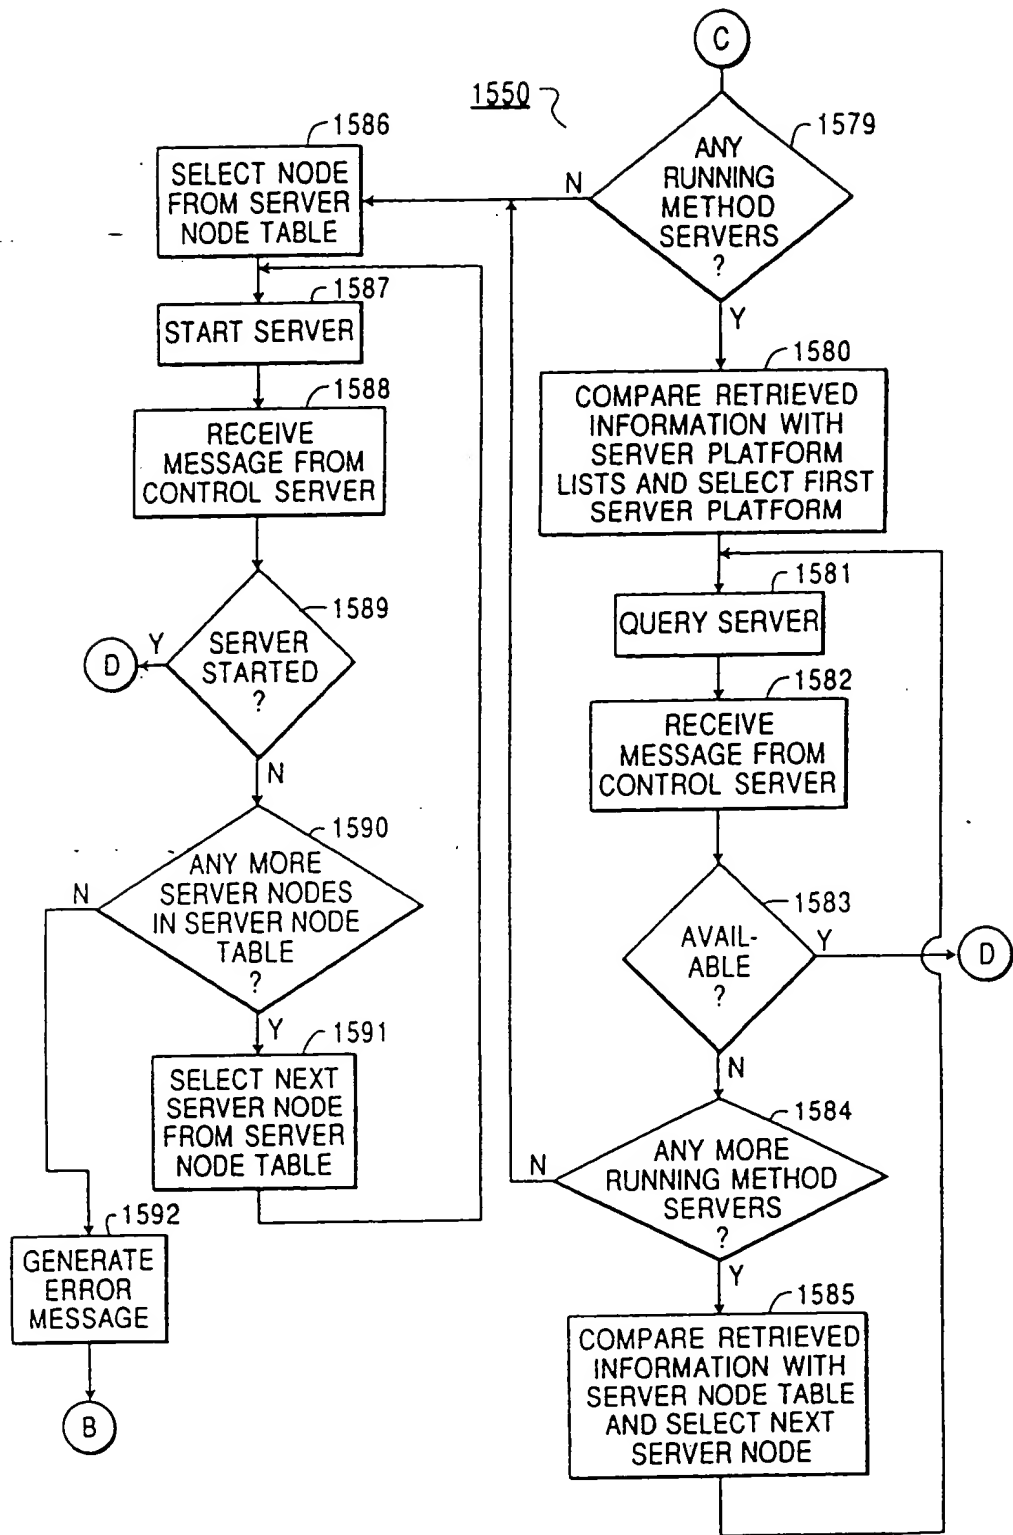 C
1550
1579
ANY
RUNNING
METHOD
SERVERS
?
N
Y
1586
SELECT NODE
FROM SERVER
NODE TABLE
1587
START SERVER
1588
RECEIVE
MESSAGE FROM
CONTROL SERVER
1589
SERVER
STARTED
?
Y
D
N
1590
ANY MORE
SERVER NODES
IN SERVER NODE
TABLE
?
N
Y
1591
SELECT NEXT
SERVER NODE
FROM SERVER
NODE TABLE
1592
GENERATE
ERROR
MESSAGE
B
1580
COMPARE RETRIEVED
INFORMATION WITH
SERVER PLATFORM
LISTS AND SELECT FIRST
SERVER PLATFORM
1581
QUERY SERVER
1582
RECEIVE
MESSAGE FROM
CONTROL SERVER
1583
AVAIL-
ABLE
?
Y
D
N
1584
ANY MORE
RUNNING METHOD
SERVERS
?
N
Y
1585
COMPARE RETRIEVED
INFORMATION WITH
SERVER NODE TABLE
AND SELECT NEXT
SERVER NODE